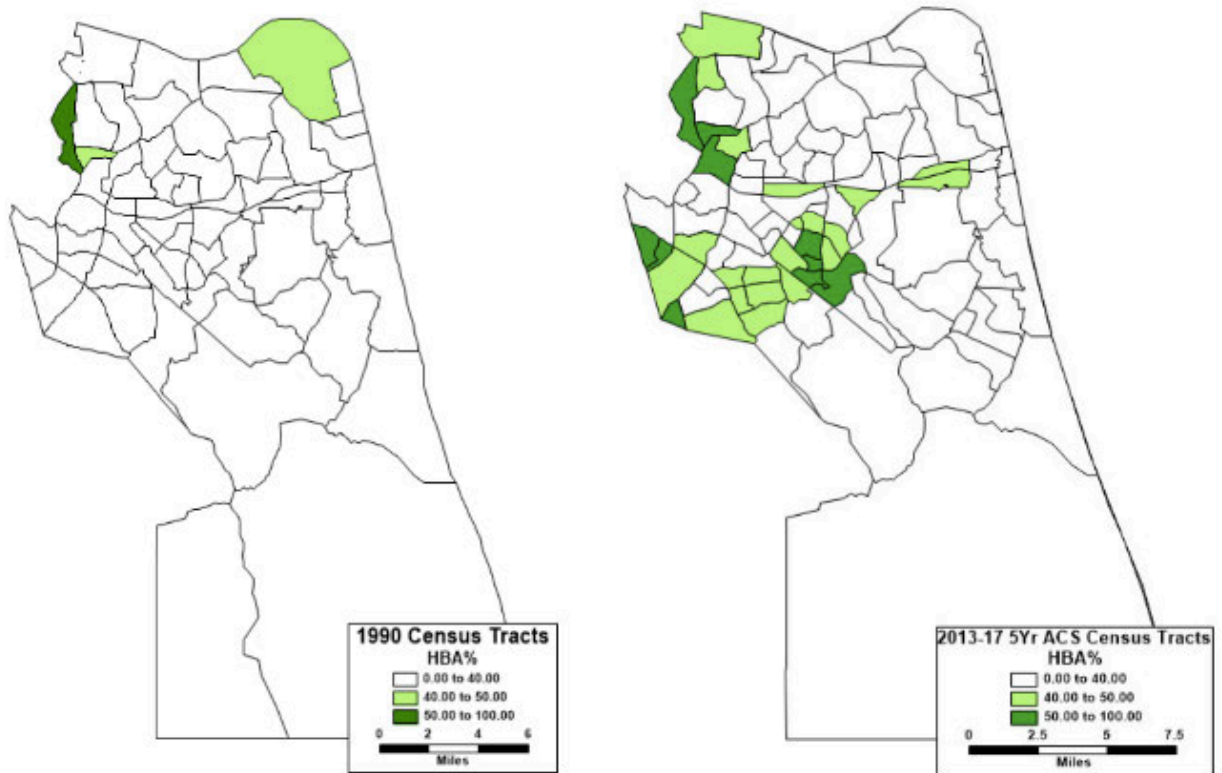 1990 Census Tracts
HBA%
0.00 to 40.00
40.00 to 50.00
50.00 to 100.00
0 2 4 6
Miles
2013-17 5Yr ACS Census Tracts
HBA%
0.00 to 40.00
40.00 to 50.00
50.00 to 100.00
0 2.5 5 7.5
Miles